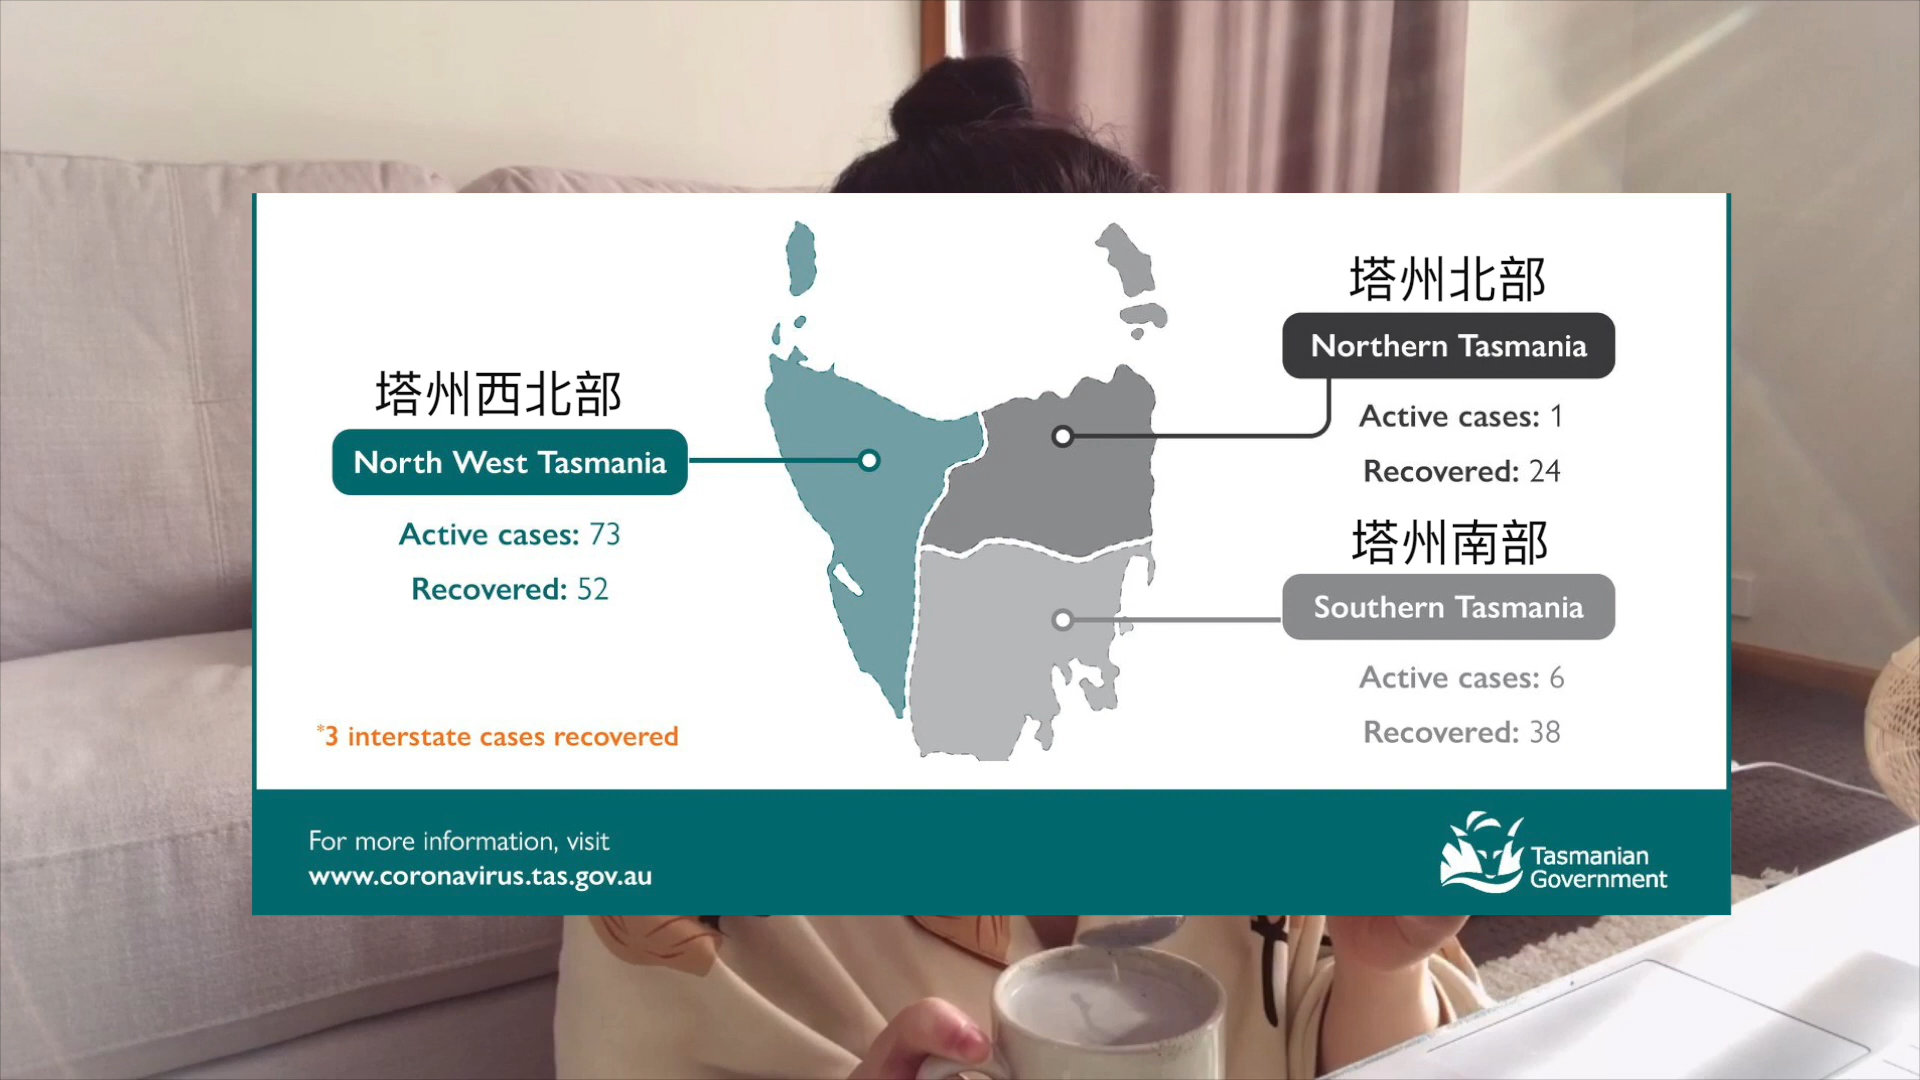 塔州西北部
North West Tasmania
Active cases: 73
Recovered: 52
*3 interstate cases recovered
塔州北部
Northern Tasmania
Active cases: 1
Recovered: 24
塔州南部
Southern Tasmania
Active cases: 6
Recovered: 38
For more information, visit
www.coronavirus.tas.gov.au
Tasmanian
Government